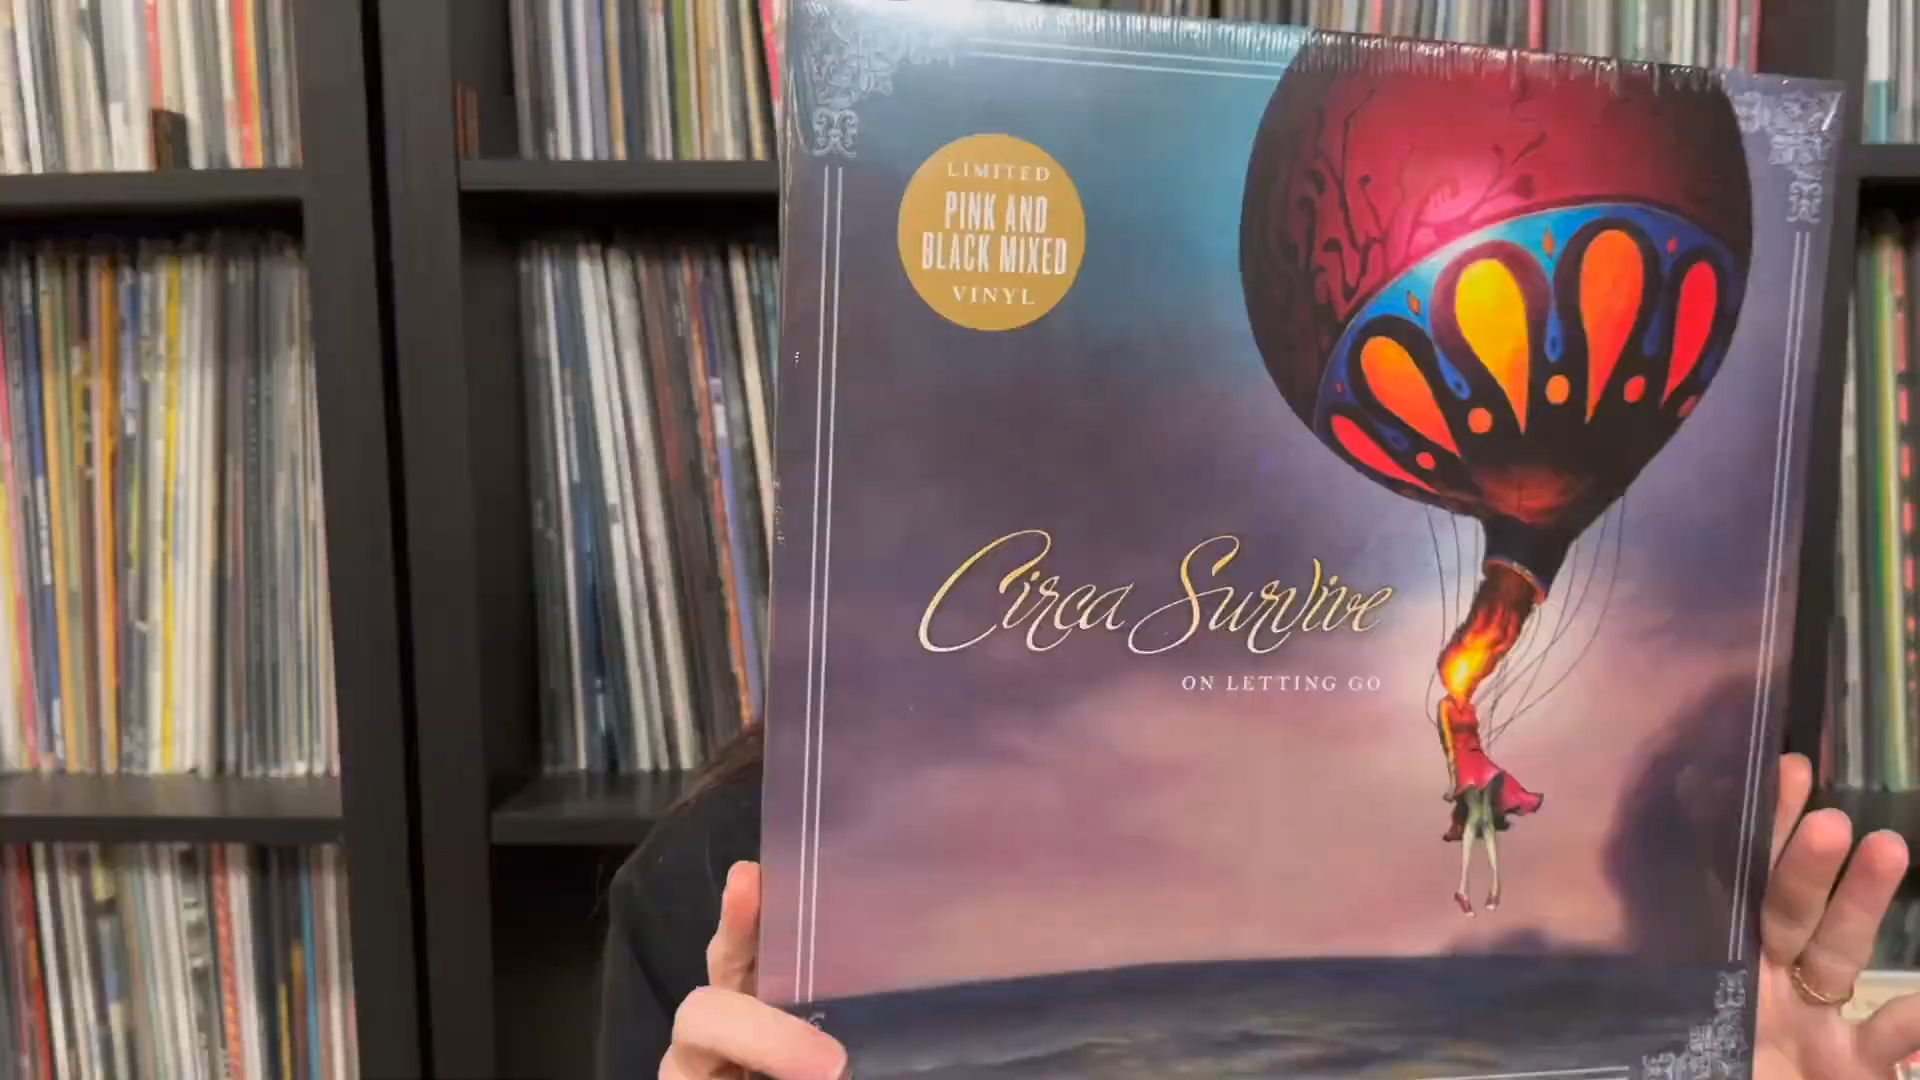 LIMITED
PINK AND
BLACK MIXED
VINYL
Circa Survive
ON LETTING GO